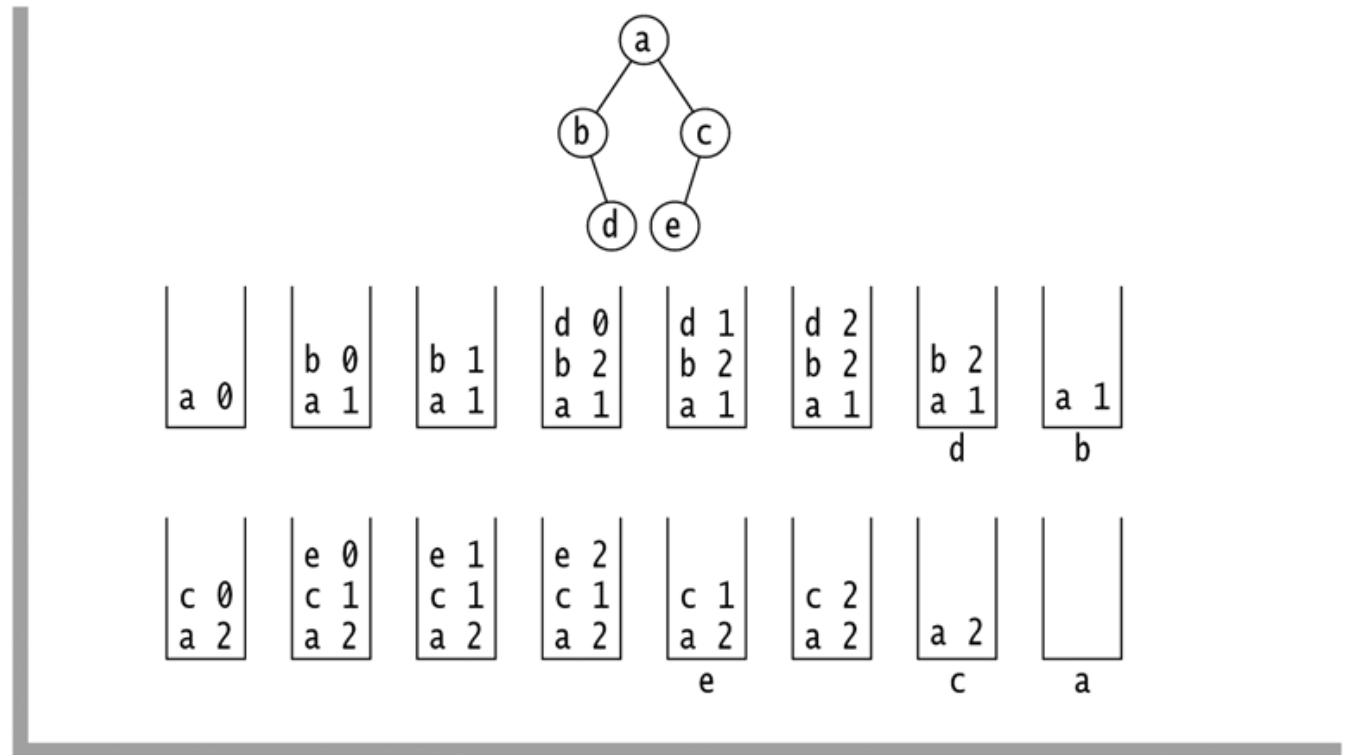 a
b c
d e
d 0 d 1 d 2
b 0 b 1 b 2 b 2 b 2 b 2
a 0 a 1 a 1 a 1 a 1 a 1 a 1 a 1
d b
e 0 e 1 e 2
c 0 c 1 c 1 c 1 c 1 c 2
a 2 a 2 a 2 a 2 a 2 a 2 a 2
e c a